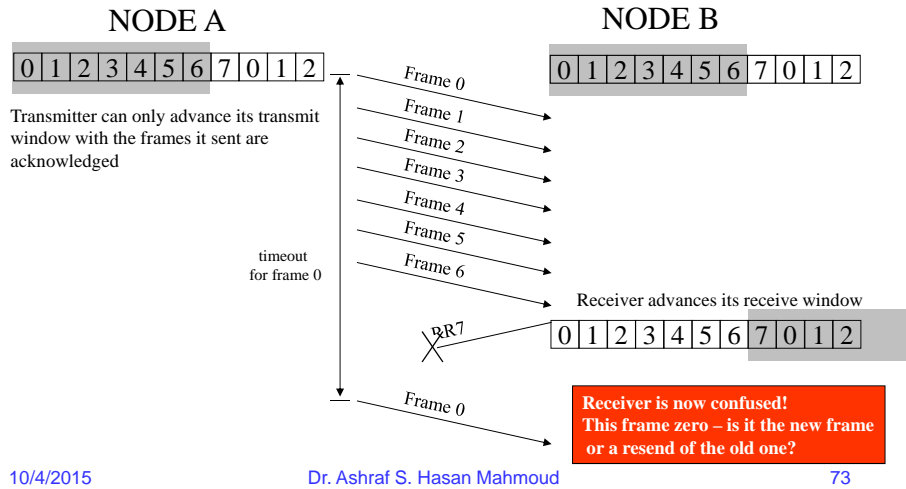 NODE A
NODE B
0 1 2 3 4 5 6 7 0 1 2
0 1 2 3 4 5 6 7 0 1 2
Transmitter can only advance its transmit
window with the frames it sent are
acknowledged
Frame 0
Frame 1
Frame 2
Frame 3
Frame 4
Frame 5
Frame 6
timeout
for frame 0
Receiver advances its receive window
RR7
0 1 2 3 4 5 6 7 0 1 2
Frame 0
Receiver is now confused!
This frame zero – is it the new frame
or a resend of the old one?
10/4/2015
Dr. Ashraf S. Hasan Mahmoud
73